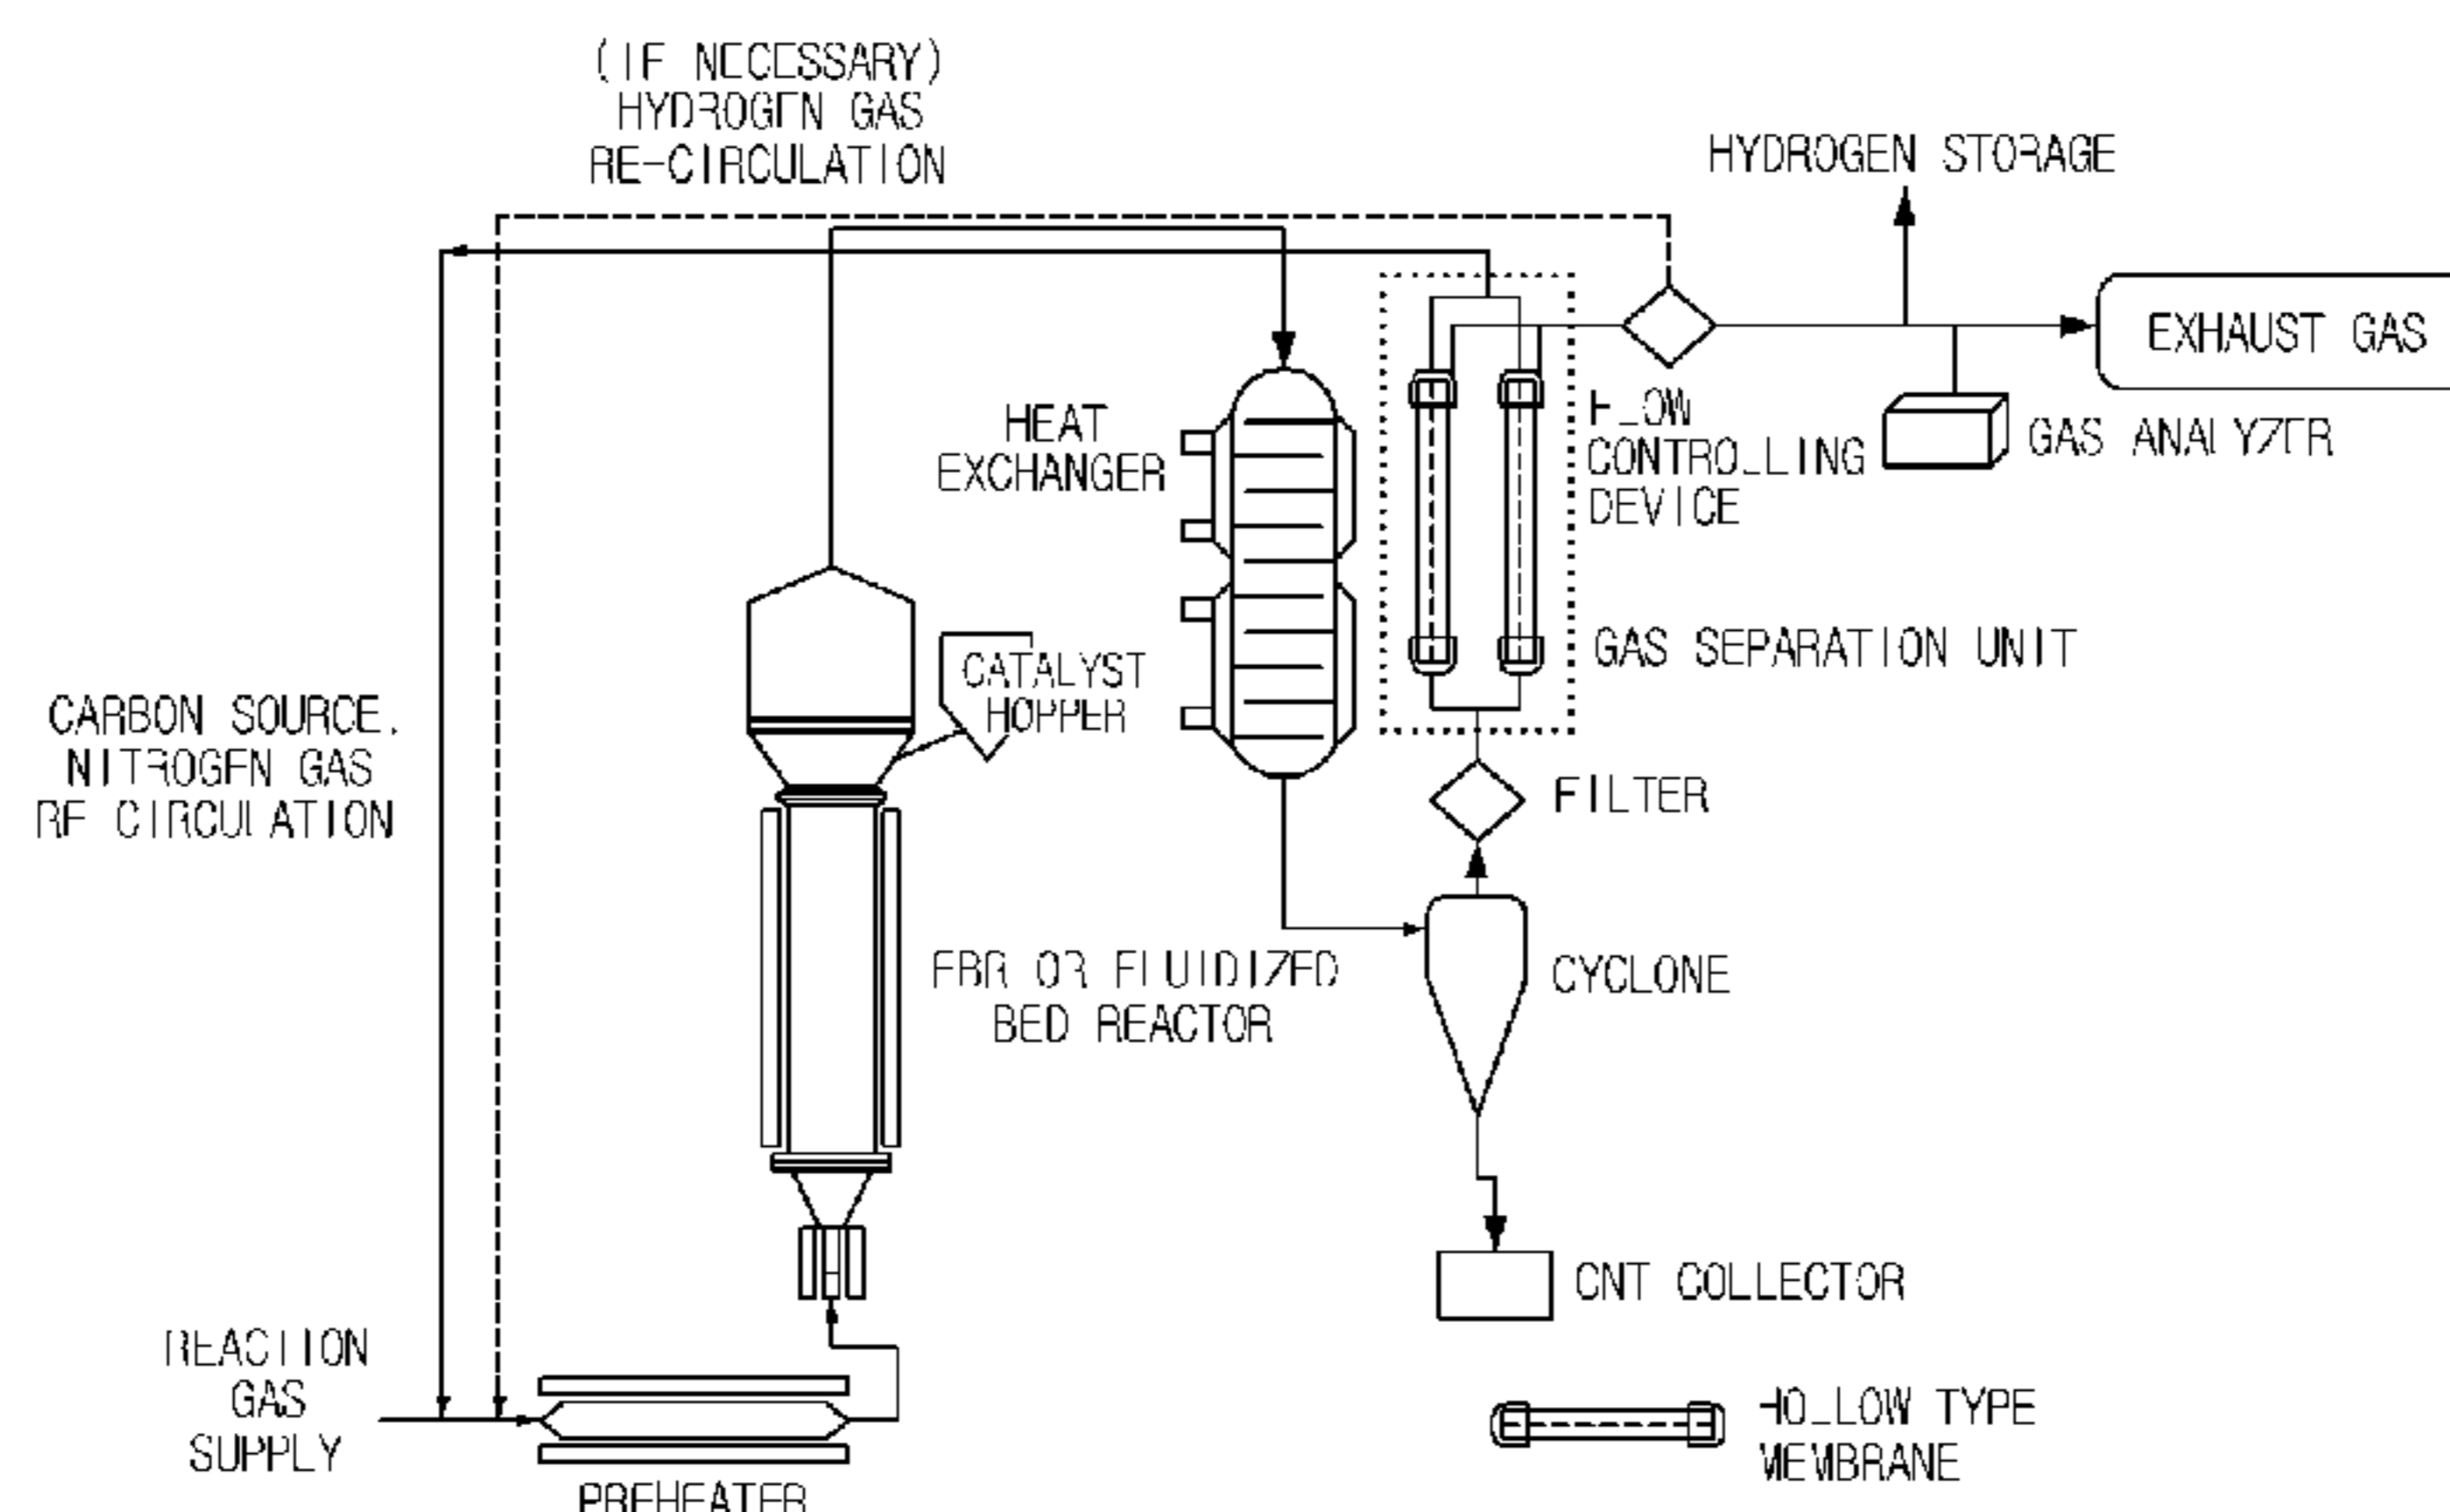 (IF NECESSARY)
HYDROGEN GAS
RE-CIRCULATION
HYDROGEN STORAGE
EXHAUST GAS
HEAT
EXCHANGER
FLOW
CONTROLLING
DEVICE
GAS ANALYZER
CATALYST
HOPPER
GAS SEPARATION UNIT
CARBON SOURCE,
NITROGEN GAS
RE CIRCULATION
FILTER
FBR OR FLUIDIZED
BED REACTOR
CYCLONE
CNT COLLECTOR
REACTION
GAS
SUPPLY
HOLLOW TYPE
MEMBRANE
PREHEATER